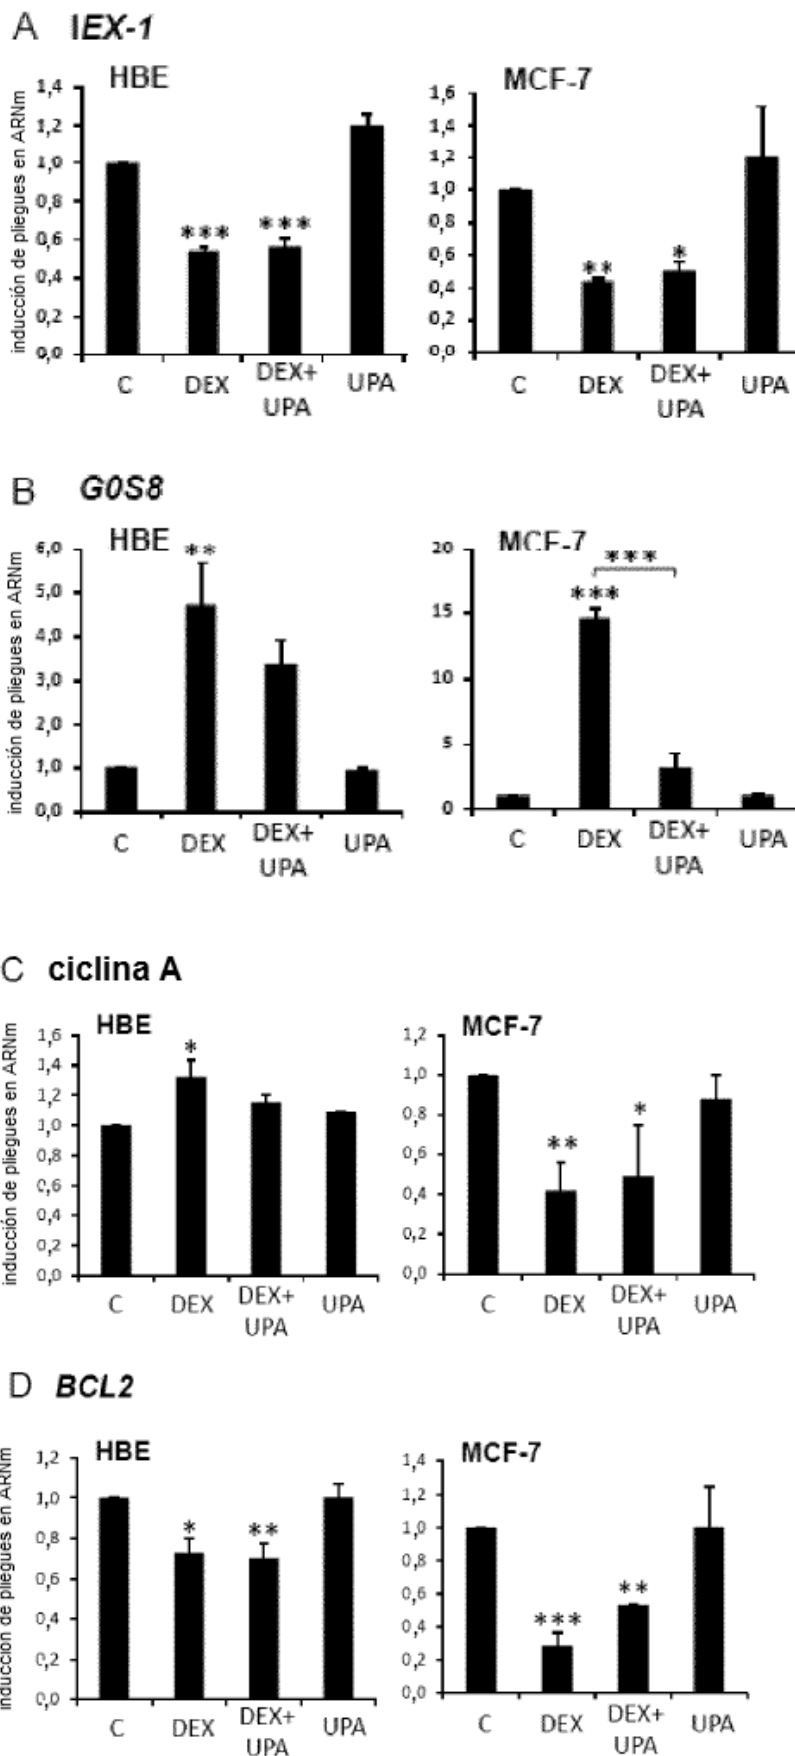 A IEX-1
HBE
MCF-7
inducción de pliegues en ARNm
1,4
1,2
1,0
0,8
0,6
0,4
0,2
0,0
***
***
C
DEX
DEX+
UPA
UPA
1,6
1,4
1,2
1,0
0,8
0,6
0,4
0,2
0,0
**
*
C
DEX
DEX+
UPA
UPA
B G0S8
HBE
MCF-7
inducción de pliegues en ARNm
6,0
5,0
4,0
3,0
2,0
1,0
0,0
**
C
DEX
DEX+
UPA
UPA
20
15
10
5
0
***
***
C
DEX
DEX+
UPA
UPA
C ciclina A
HBE
MCF-7
inducción de pliegues en ARNm
1,6
1,4
1,2
1,0
0,8
0,6
0,4
0,2
0,0
*
C
DEX
DEX+
UPA
UPA
1,2
1,0
0,8
0,6
0,4
0,2
0,0
**
*
C
DEX
DEX+
UPA
UPA
D BCL2
HBE
MCF-7
inducción de pliegues en ARNm
1,2
1,0
0,8
0,6
0,4
0,2
0,0
*
**
C
DEX
DEX+
UPA
UPA
1,4
1,2
1,0
0,8
0,6
0,4
0,2
0,0
***
**
C
DEX
DEX+
UPA
UPA